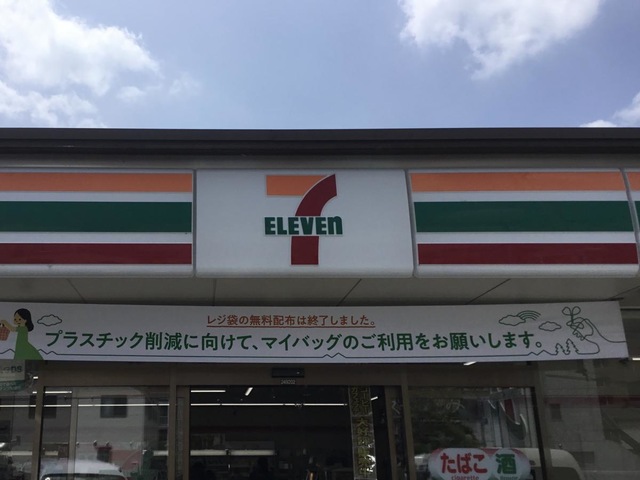 7
ELEVEn
レジ袋の無料配布は終了しました。
プラスチック削減に向けて、マイバッグのご利用をお願いします。
たばこ 酒
cigarette